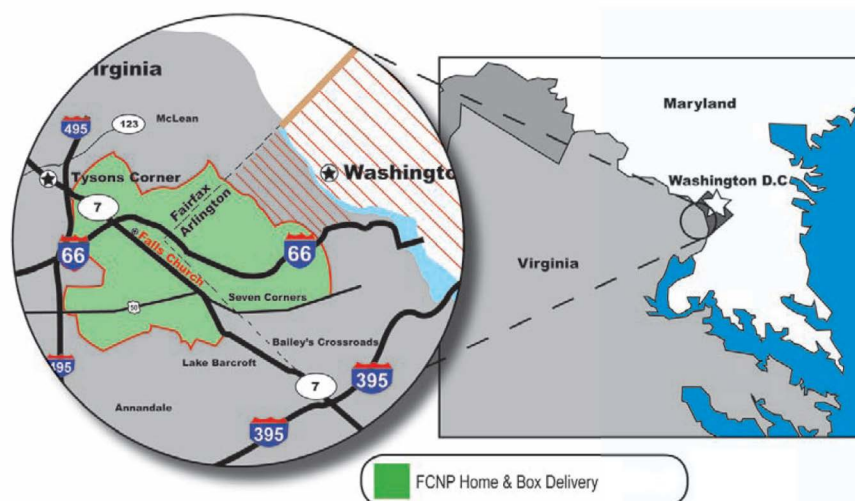 irginia
495
123
McLean
Tysons Corner
Washingto
7
Fairfax
Arlington
66
Falls Church
66
50
Seven Corners
Bailey's Crossroads
Lake Barcroft
495
7
395
Annandale
395
Maryland
Washington D.C
Virginia
FCNP Home & Box Delivery